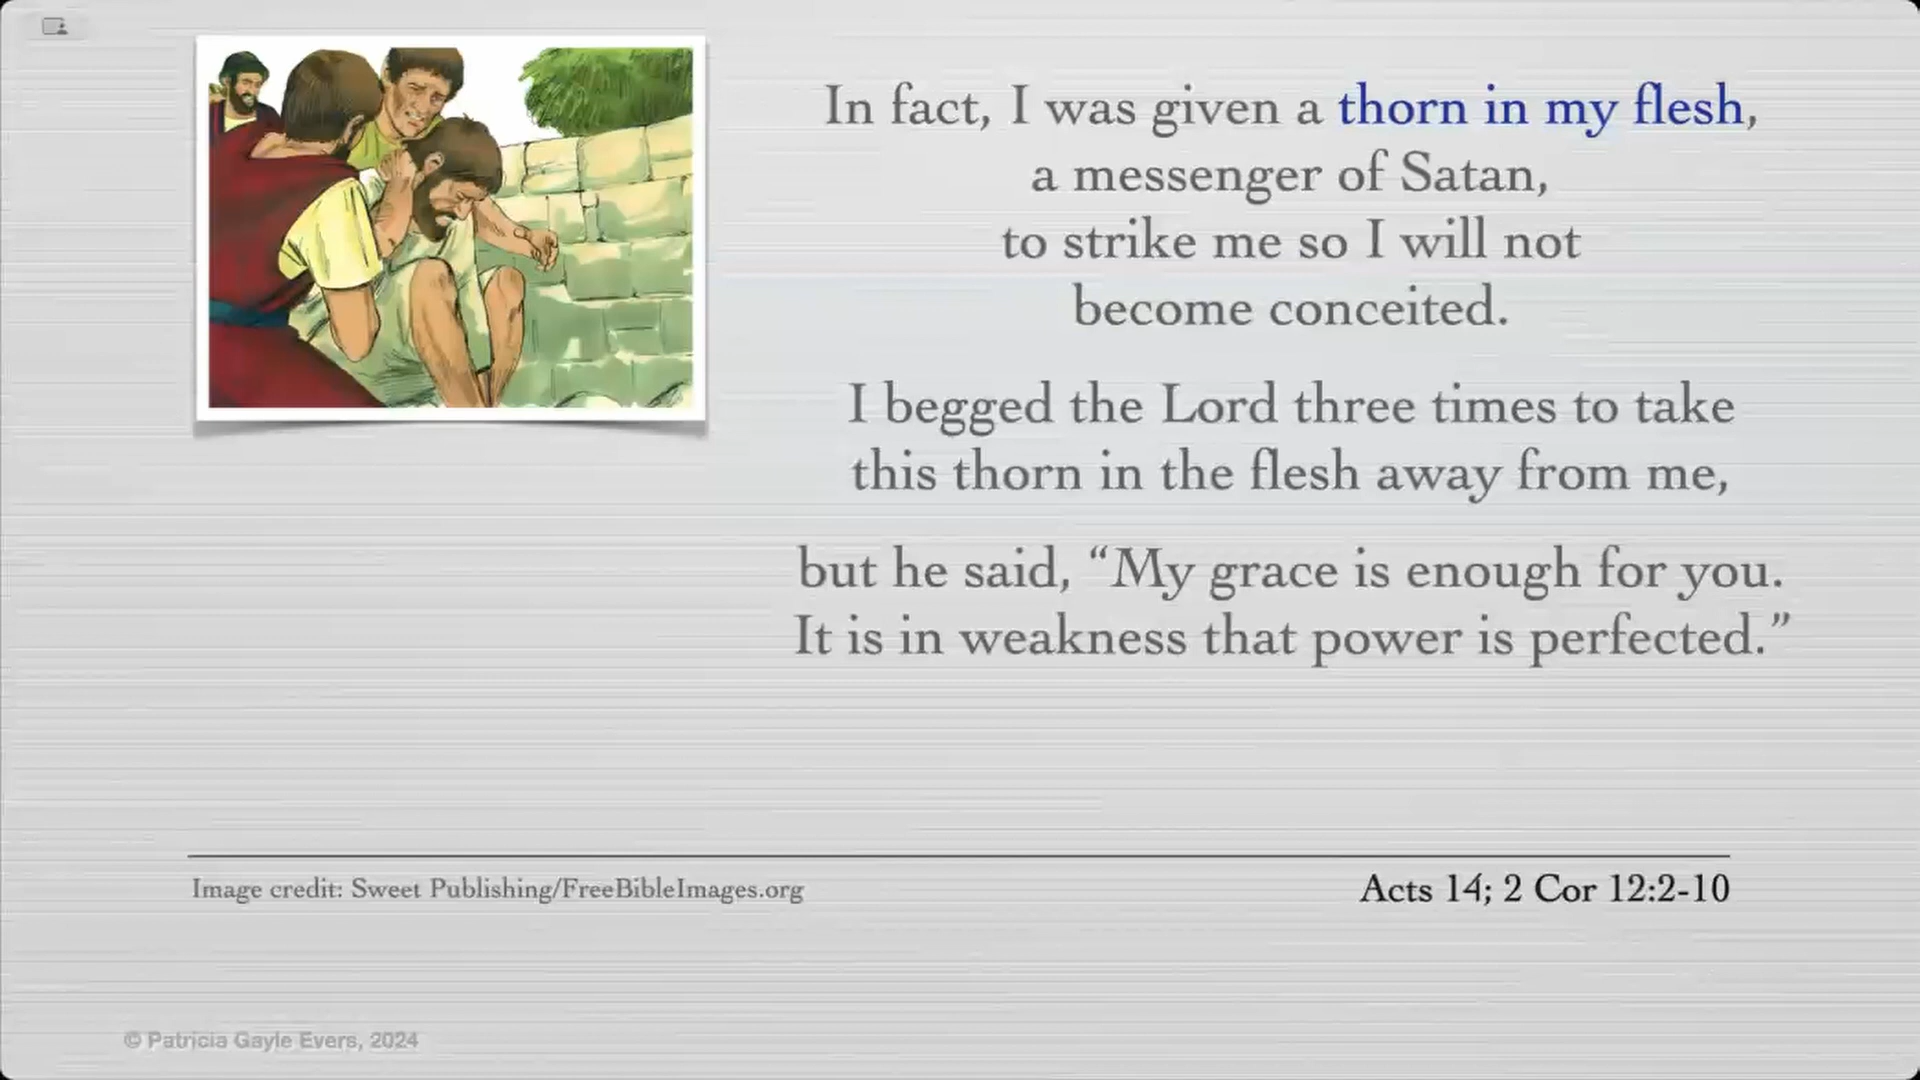 In fact, I was given a thorn in my flesh,
a messenger of Satan,
to strike me so I will not
become conceited.
I begged the Lord three times to take
this thorn in the flesh away from me,
but he said, “My grace is enough for you.
It is in weakness that power is perfected.”
Image credit: Sweet Publishing/FreeBibleImages.org
Acts 14; 2 Cor 12:2-10
© Patricia Gayle Evers, 2024